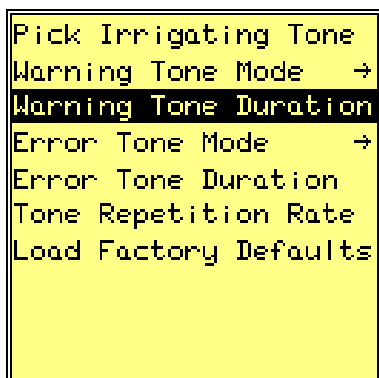 Pick Irrigating Tone
Warning Tone Mode →
Warning Tone Duration
Error Tone Mode →
Error Tone Duration
Tone Repetition Rate
Load Factory Defaults